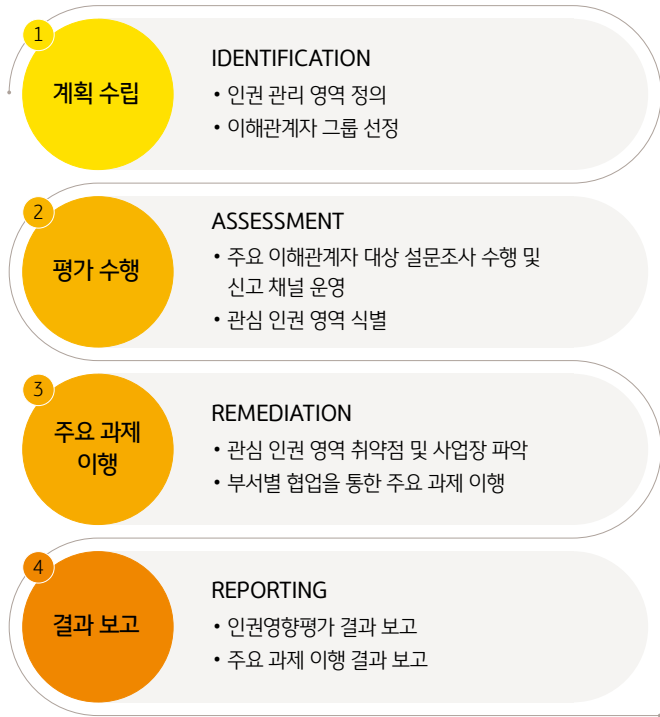 1
계획 수립
IDENTIFICATION
• 인권 관리 영역 정의
• 이해관계자 그룹 선정
2
평가 수행
ASSESSMENT
• 주요 이해관계자 대상 설문조사 수행 및
신고 채널 운영
• 관심 인권 영역 식별
3
주요 과제
이행
REMEDIATION
• 관심 인권 영역 취약점 및 사업장 파악
• 부서별 협업을 통한 주요 과제 이행
4
결과 보고
REPORTING
• 인권영향평가 결과 보고
• 주요 과제 이행 결과 보고